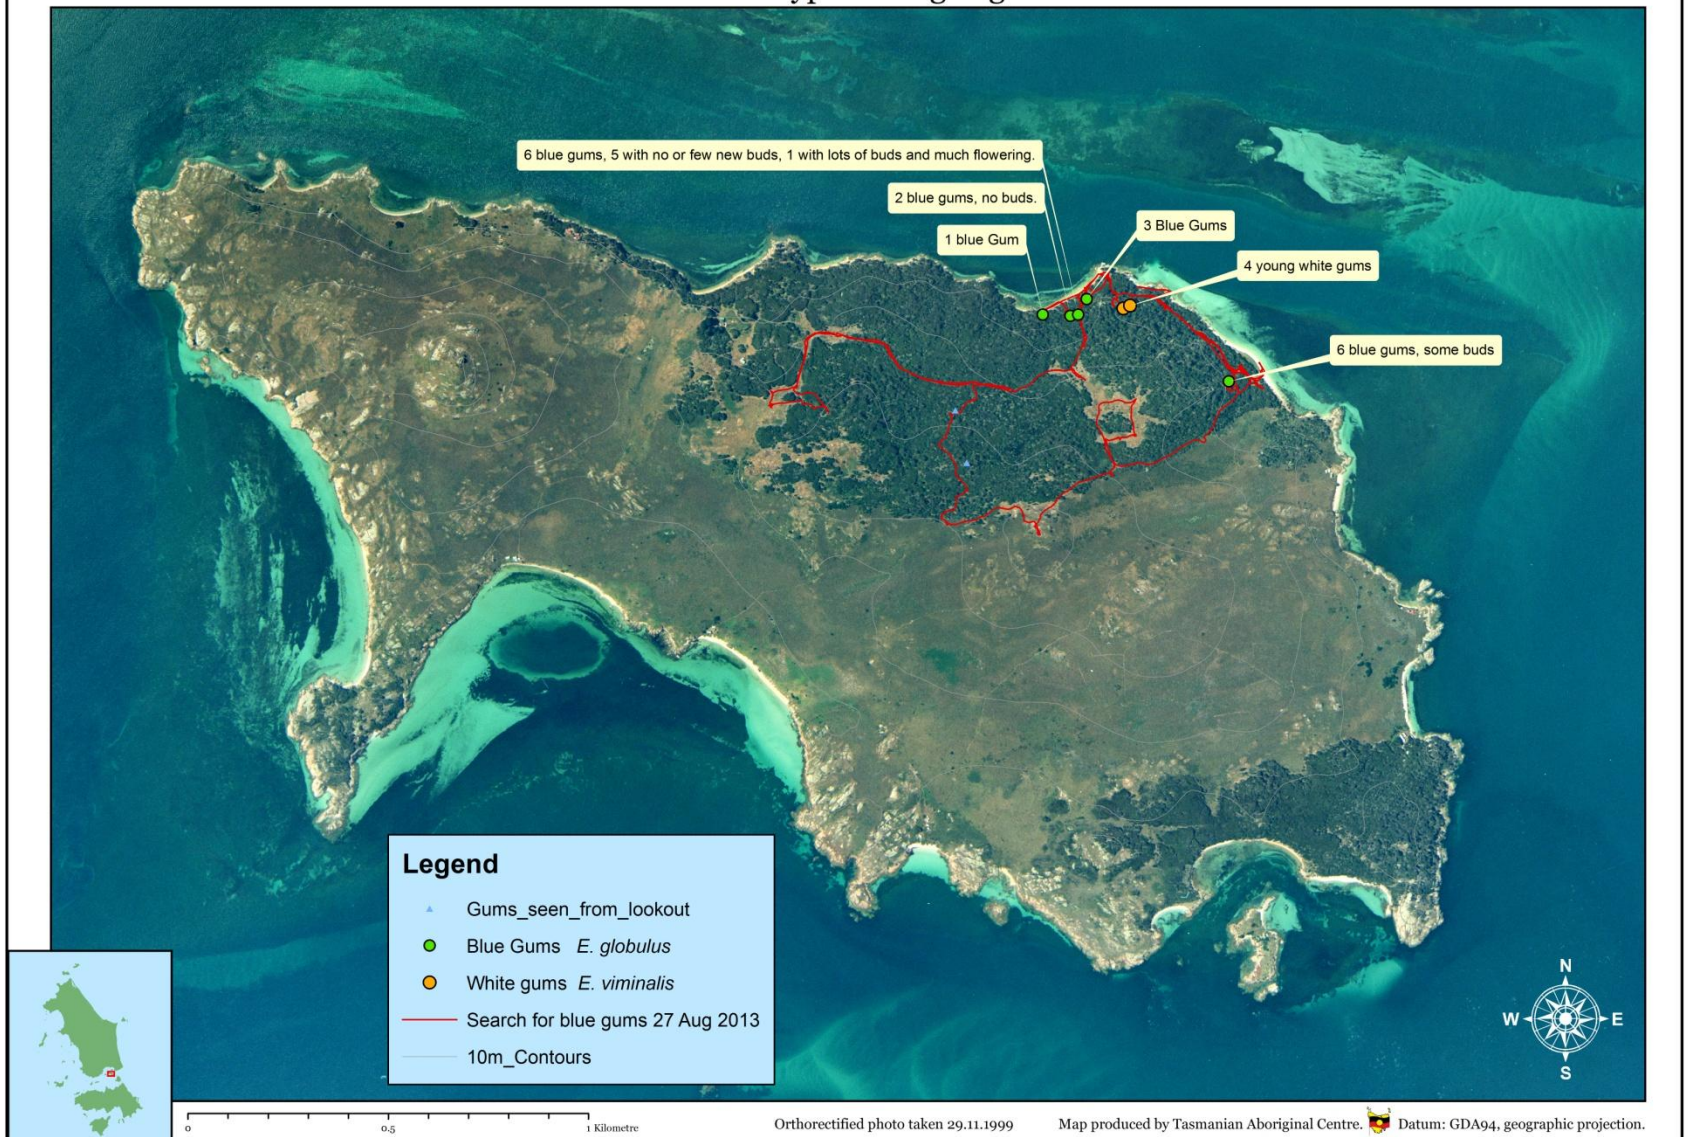 6 blue gums, 5 with no or few new buds, 1 with lots of buds and much flowering.
2 blue gums, no buds.
1 blue Gum
3 Blue Gums
4 young white gums
6 blue gums, some buds
Legend
Gums_seen_from_lookout
Blue Gums E. globulus
White gums E. viminalis
Search for blue gums 27 Aug 2013
10m_Contours
N
W E
S
0 0.5 1 Kilometre
Orthorectified photo taken 29.11.1999
Map produced by Tasmanian Aboriginal Centre.
Datum: GDA94, geographic projection.